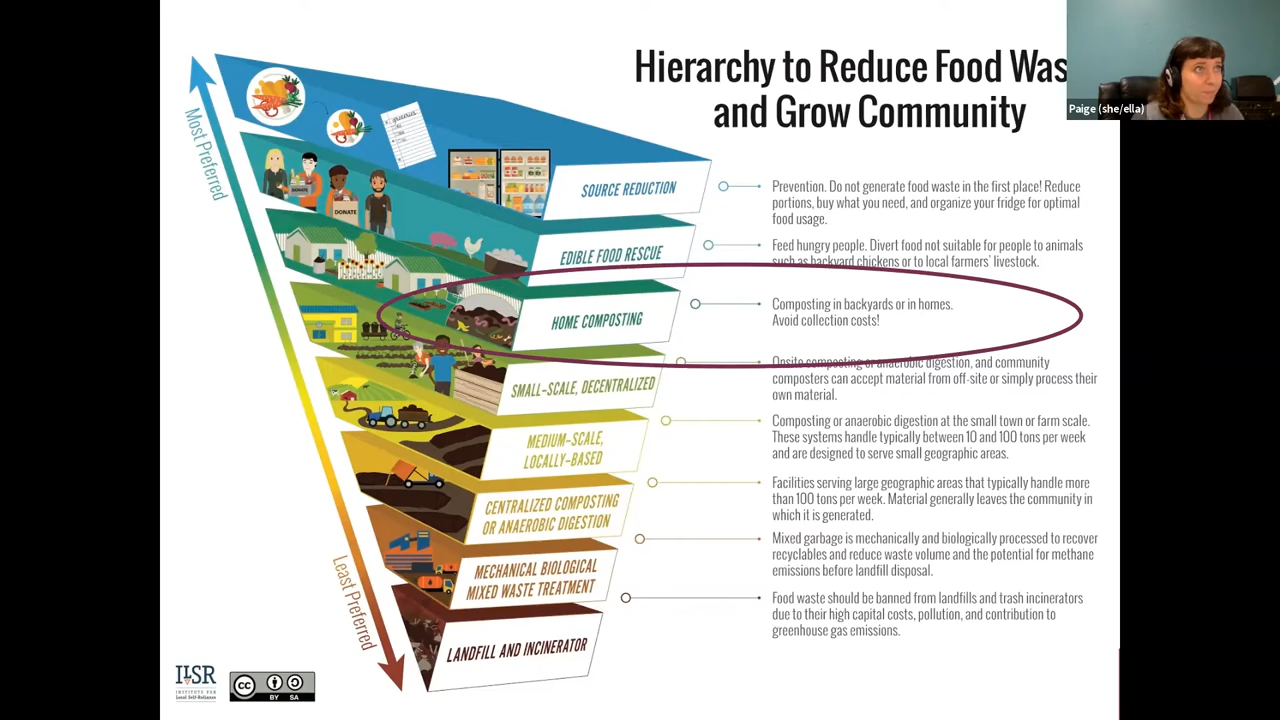 Hierarchy to Reduce Food Was
and Grow Community
Paige (she/ella)
Most Preferred
groceries
DONATE
DONATE
SOURCE REDUCTION
Prevention. Do not generate food waste in the first place! Reduce
portions, buy what you need, and organize your fridge for optimal
food usage.
EDIBLE FOOD RESCUE
Feed hungry people. Divert food not suitable for people to animals
such as backyard chickens or to local farmers' livestock.
HOME COMPOSTING
Composting in backyards or in homes.
Avoid collection costs!
SMALL-SCALE, DECENTRALIZED
Onsite composting or anaerobic digestion, and community
composters can accept material from off-site or simply process their
own material.
MEDIUM-SCALE,
LOCALLY-BASED
Composting or anaerobic digestion at the small town or farm scale.
These systems handle typically between 10 and 100 tons per week
and are designed to serve small geographic areas.
CENTRALIZED COMPOSTING
OR ANAEROBIC DIGESTION
Facilities serving large geographic areas that typically handle more
than 100 tons per week. Material generally leaves the community in
which it is generated.
MECHANICAL BIOLOGICAL
MIXED WASTE TREATMENT
Mixed garbage is mechanically and biologically processed to recover
recyclables and reduce waste volume and the potential for methane
emissions before landfill disposal.
LANDFILL AND INCINERATOR
Food waste should be banned from landfills and trash incinerators
due to their high capital costs, pollution, and contribution to
greenhouse gas emissions.
Least Preferred
ILSR
INSTITUTE FOR
Local Self-Reliance
CC
BY SA